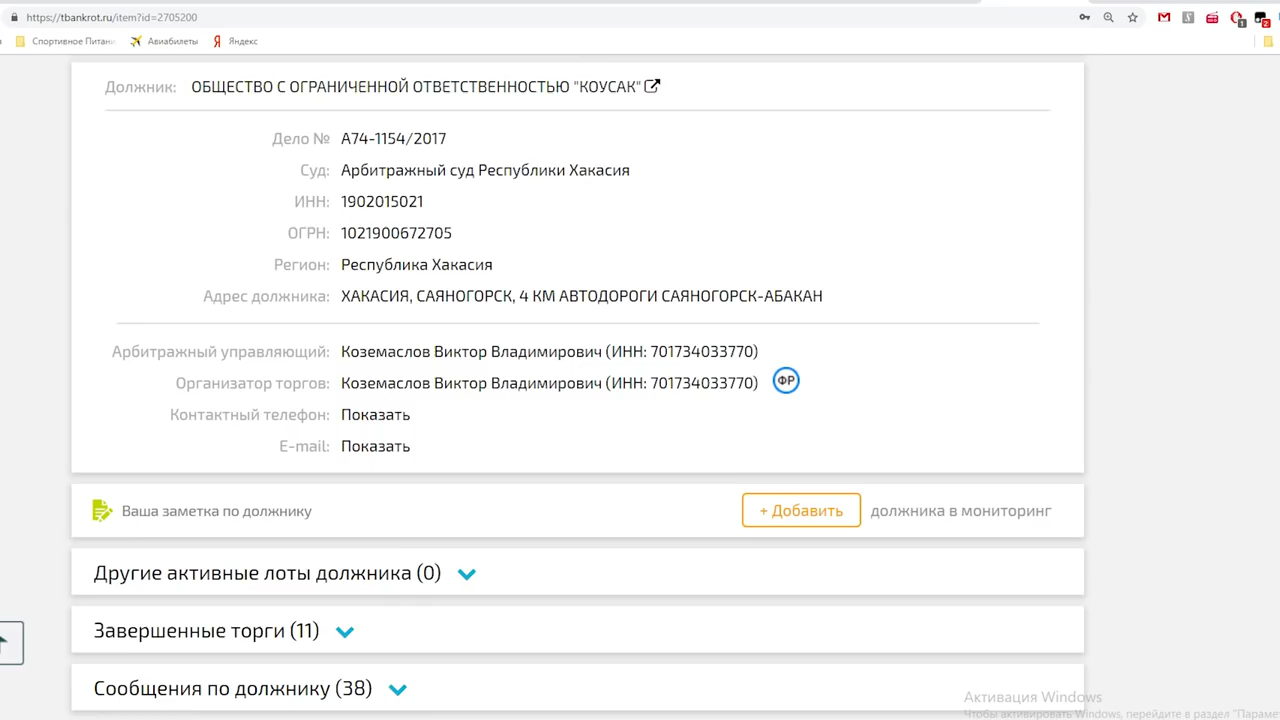 https://tbankrot.ru/item?id=2705200
Спортивное Питани
Авиабилеты
Яндекс
Должник: ОБЩЕСТВО С ОГРАНИЧЕННОЙ ОТВЕТСТВЕННОСТЬЮ "КОУСАК"
Дело № А74-1154/2017
Суд: Арбитражный суд Республики Хакасия
ИНН: 1902015021
ОГРН: 1021900672705
Регион: Республика Хакасия
Адрес должника: ХАКАСИЯ, САЯНОГОРСК, 4 КМ АВТОДОРОГИ САЯНОГОРСК-АБАКАН
Арбитражный управляющий: Коземаслов Виктор Владимирович (ИНН: 701734033770)
Организатор торгов: Коземаслов Виктор Владимирович (ИНН: 701734033770) ФР
Контактный телефон: Показать
E-mail: Показать
Ваша заметка по должнику
+ Добавить должника в мониторинг
Другие активные лоты должника (0)
Завершенные торги (11)
Сообщения по должнику (38)
Активация Windows
Чтобы активировать Windows, перейдите в раздел "Параме